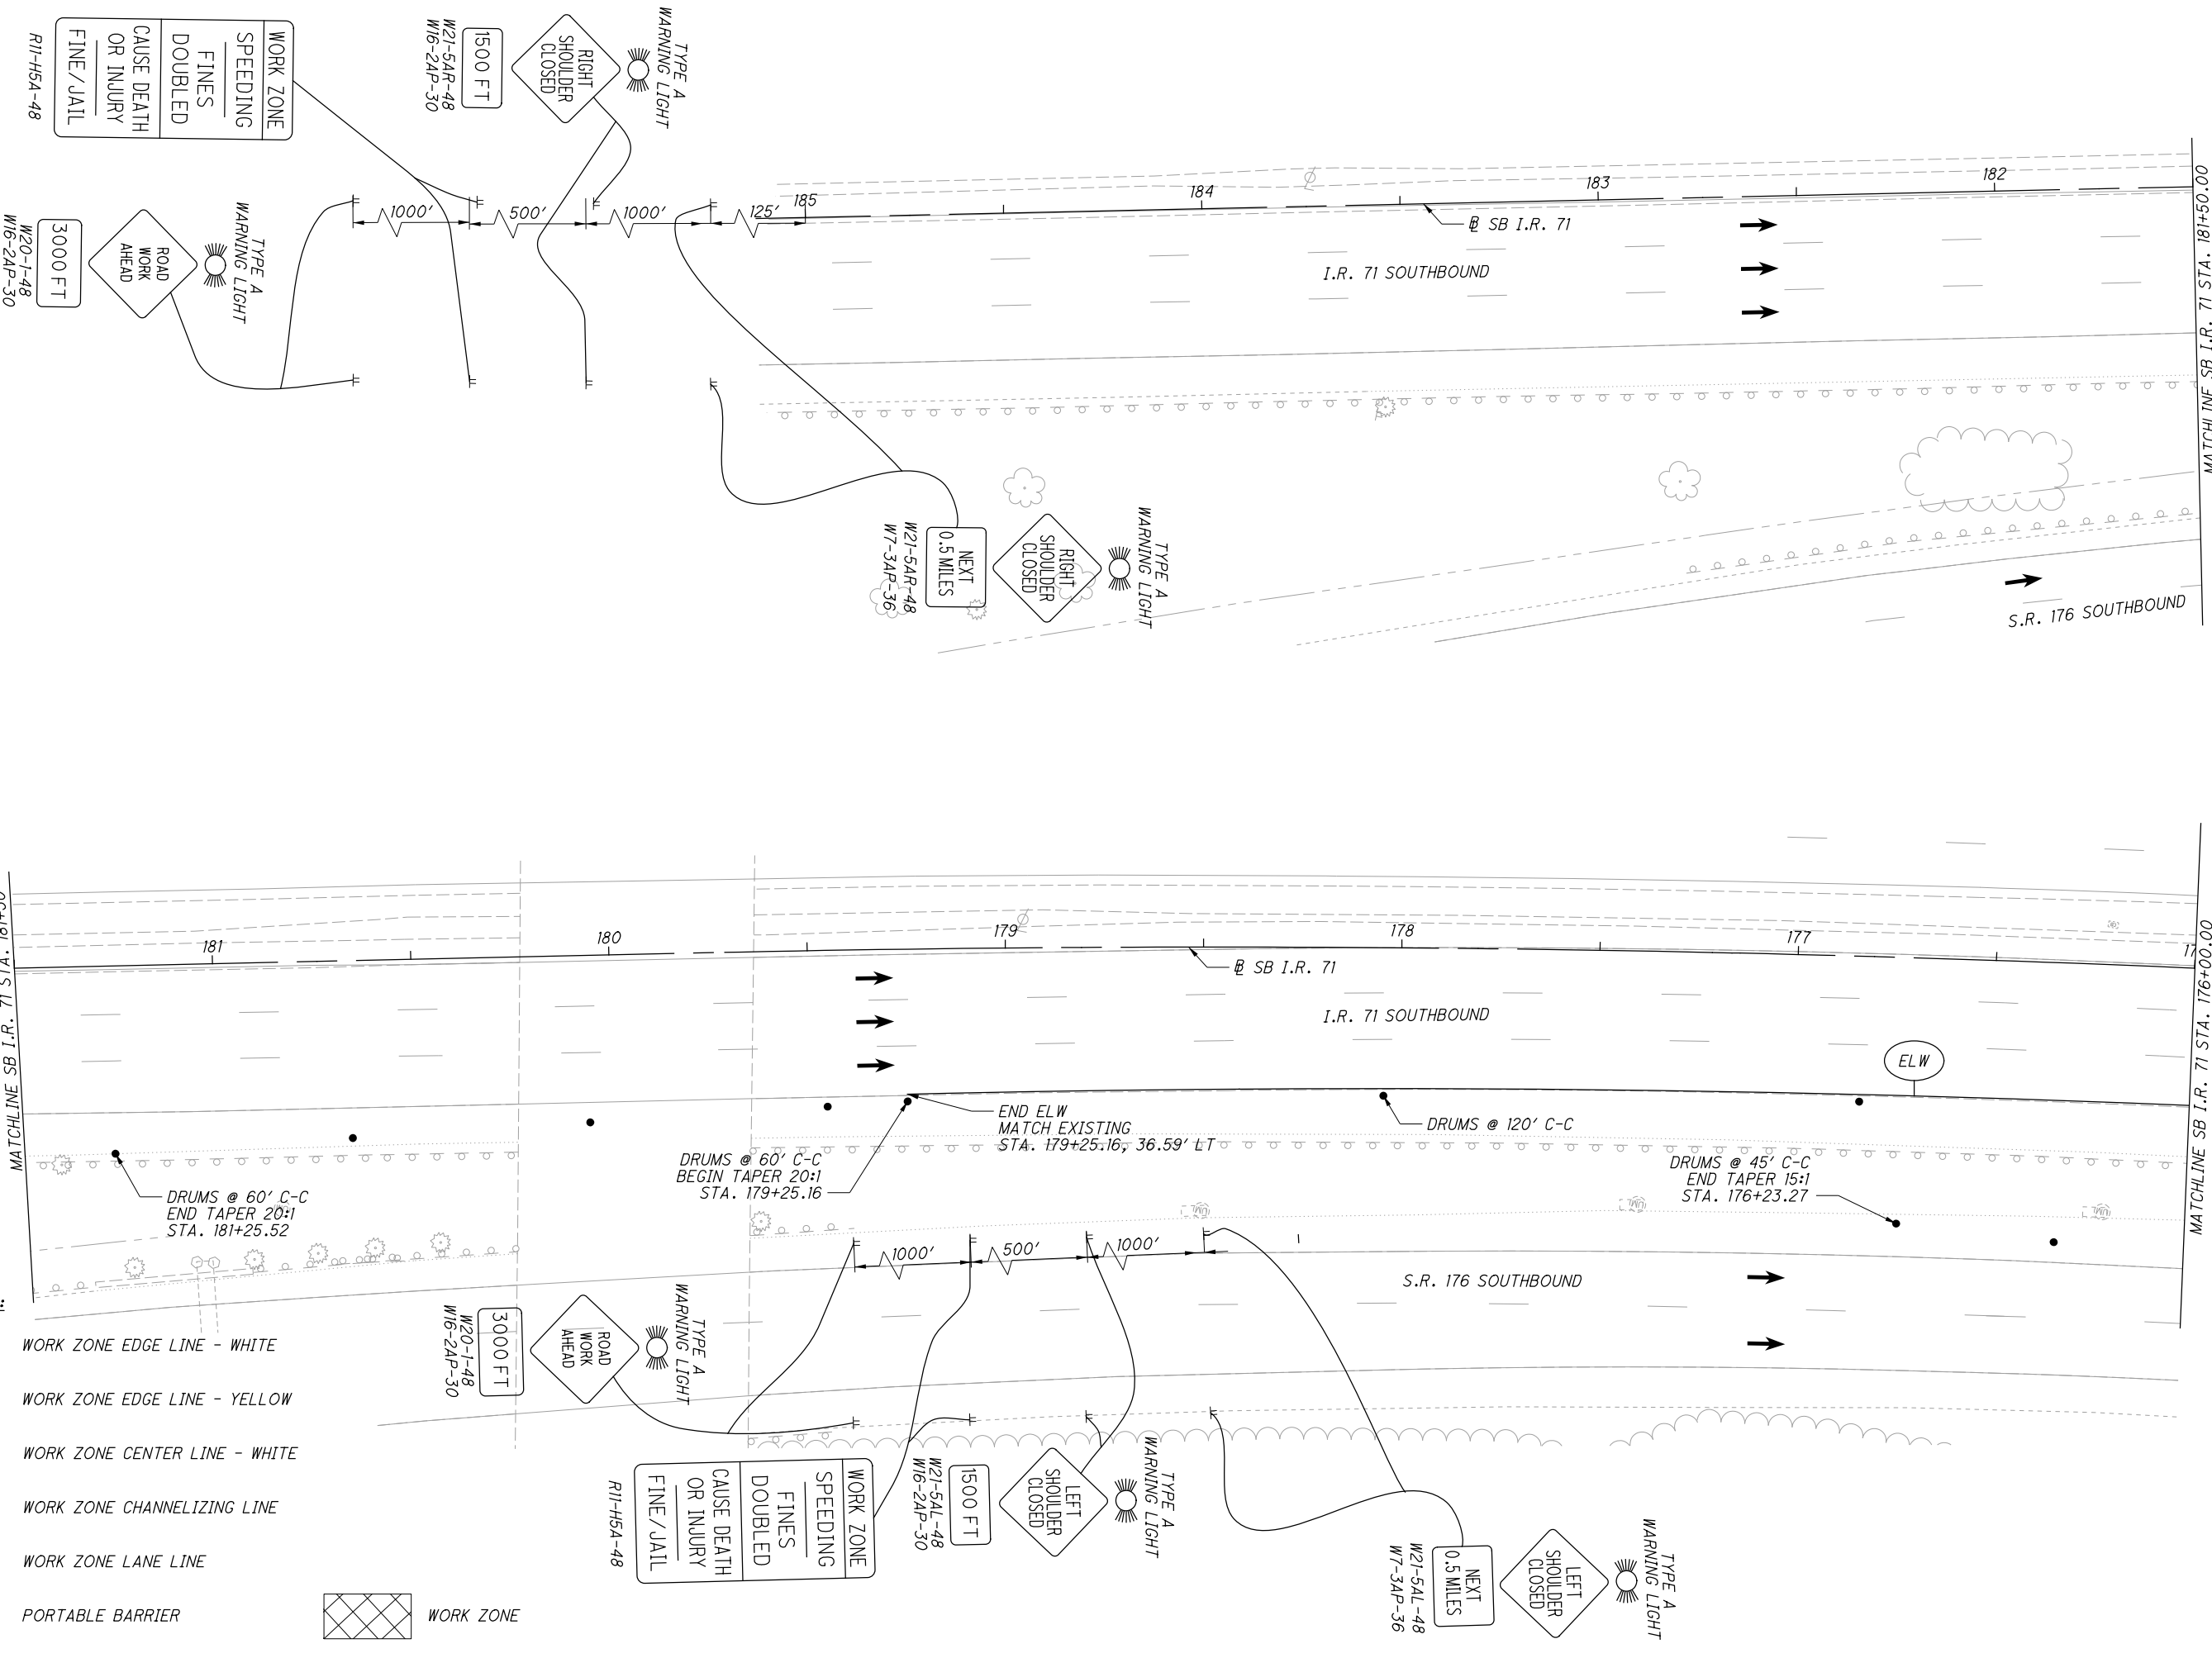 TYPE A
WARNING LIGHT
RIGHT
SHOULDER
CLOSED
1500 FT
W21-5AR-48
W16-2AP-30
WORK ZONE
SPEEDING
FINES
DOUBLED
CAUSE DEATH
OR INJURY
FINE/JAIL
R11-H5A-48
TYPE A
WARNING LIGHT
ROAD
WORK
AHEAD
3000 FT
W20-1-48
W16-2AP-30
1000'
500'
1000'
125'
185
184
183
182
℄ SB I.R. 71
I.R. 71 SOUTHBOUND
MATCHLINE SB I.R. 71 STA. 181+50.00
TYPE A
WARNING LIGHT
RIGHT
SHOULDER
CLOSED
NEXT
0.5 MILES
W21-5AR-48
W7-3AP-36
S.R. 176 SOUTHBOUND
MATCHLINE SB I.R. 71 STA. 181+50
181
180
179
178
177
17
℄ SB I.R. 71
I.R. 71 SOUTHBOUND
ELW
MATCHLINE SB I.R. 71 STA. 176+00.00
END ELW
MATCH EXISTING
STA. 179+25.16, 36.59' LT
DRUMS @ 120' C-C
DRUMS @ 60' C-C
BEGIN TAPER 20:1
STA. 179+25.16
DRUMS @ 45' C-C
END TAPER 15:1
STA. 176+23.27
DRUMS @ 60' C-C
END TAPER 20:1
STA. 181+25.52
1000'
500'
1000'
S.R. 176 SOUTHBOUND
TYPE A
WARNING LIGHT
ROAD
WORK
AHEAD
3000 FT
W20-1-48
W16-2AP-30
WORK ZONE
SPEEDING
FINES
DOUBLED
CAUSE DEATH
OR INJURY
FINE/JAIL
R11-H5A-48
TYPE A
WARNING LIGHT
LEFT
SHOULDER
CLOSED
1500 FT
W21-5AL-48
W16-2AP-30
TYPE A
WARNING LIGHT
LEFT
SHOULDER
CLOSED
NEXT
0.5 MILES
W21-5AL-48
W7-3AP-36
WORK ZONE EDGE LINE - WHITE
WORK ZONE EDGE LINE - YELLOW
WORK ZONE CENTER LINE - WHITE
WORK ZONE CHANNELIZING LINE
WORK ZONE LANE LINE
PORTABLE BARRIER
WORK ZONE